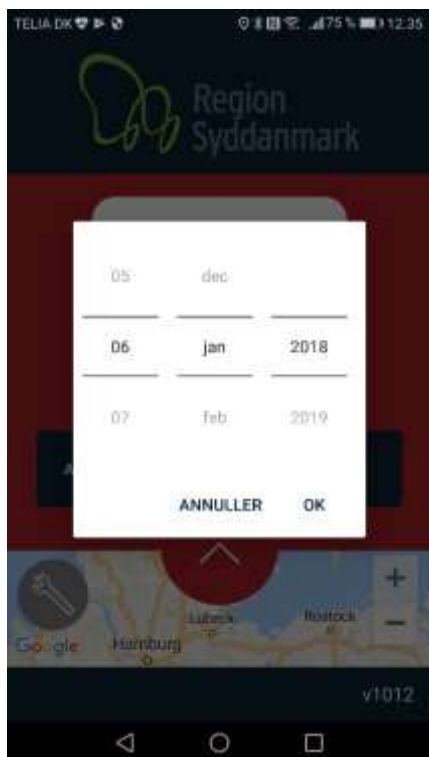 TELIA DK 75 % 12.35
Region
Syddanmark
05 dec
06 jan 2018
07 feb 2019
ANNULLER OK
+
Lübeck Rostock
−
Google Hamburg
v1012